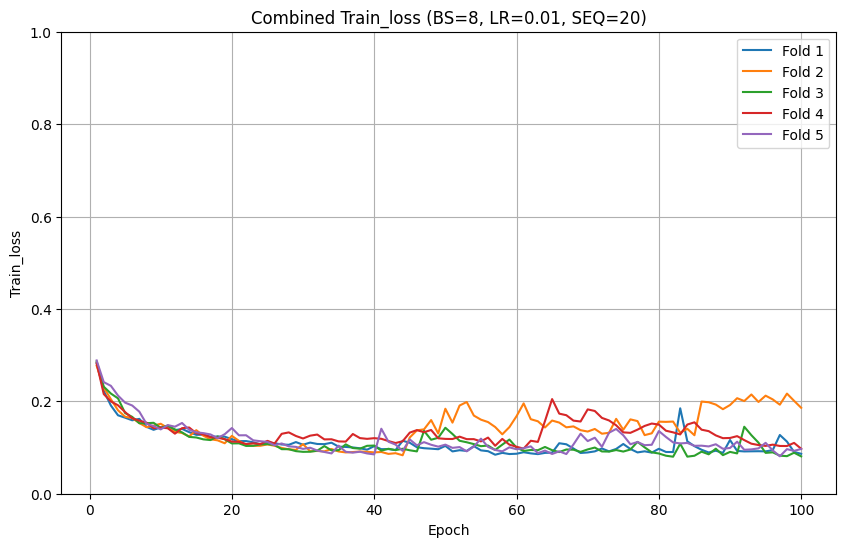 Combined Train_loss (BS=8, LR=0.01, SEQ=20)
1.0
0.8
0.6
0.4
0.2
0.0
Train_loss
Fold 1
Fold 2
Fold 3
Fold 4
Fold 5
0
20
40
60
80
100
Epoch